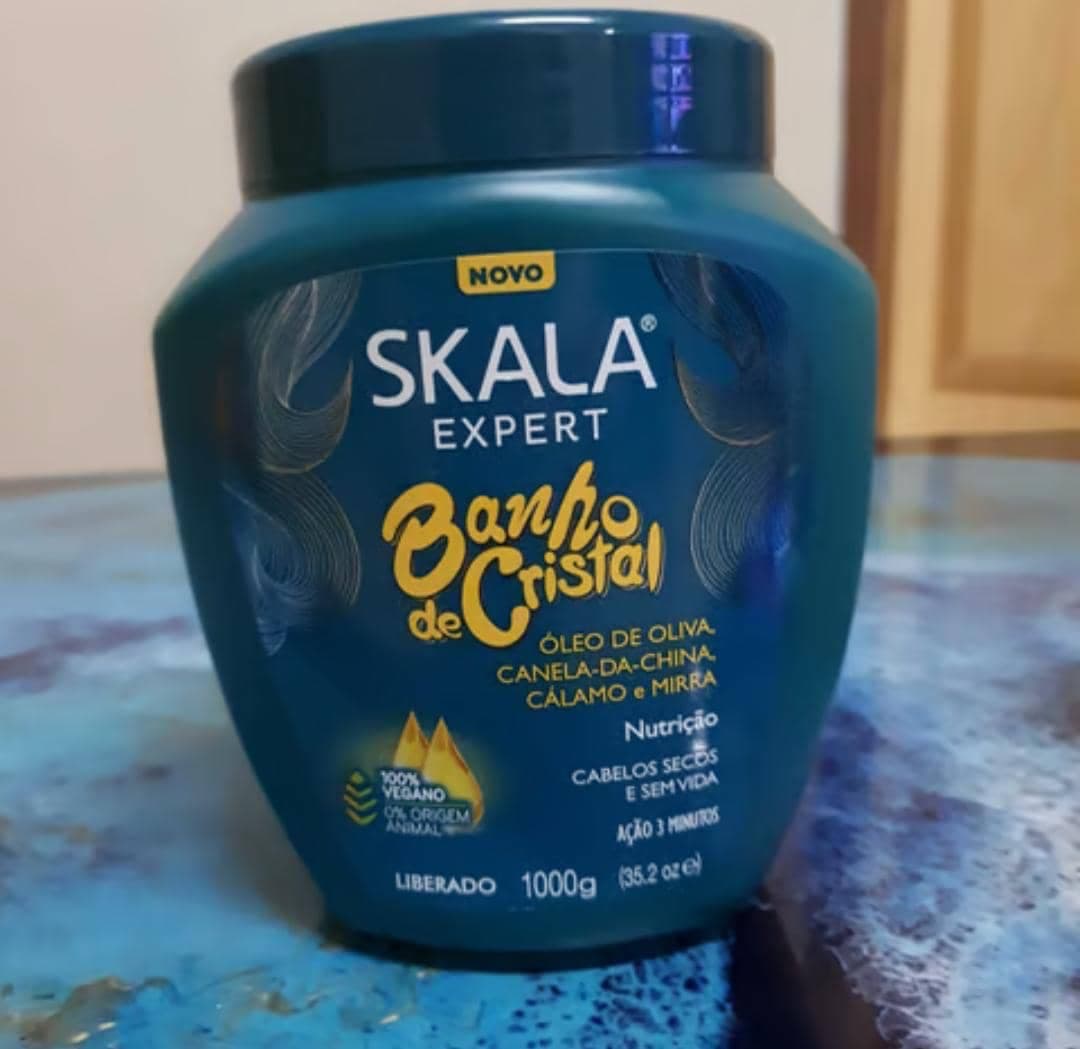 NOVO
SKALA®
EXPERT
Banho
de Cristal
ÓLEO DE OLIVA,
CANELA-DA-CHINA,
CÁLAMO e MIRRA
Nutrição
CABELOS SECOS
E SEM VIDA
AÇÃO 3 MINUTOS
100%
VEGANO
0% ORIGEM
ANIMAL
LIBERADO 1000g (35.2 oz ℮)